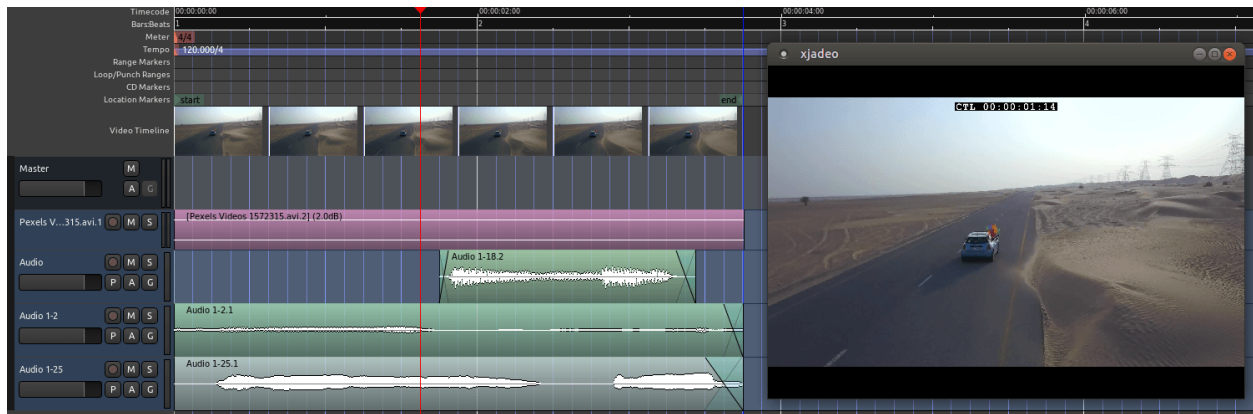 Timecode 00:00:00:00 00:00:02:00 00:00:04:00 00:00:06:00
Bars:Beats 1 2 3 4
Meter 4/4
Tempo 120.000/4
Range Markers
Loop/Punch Ranges
CD Markers
Location Markers start end
Video Timeline
xjadeo
CTL 00:00:01:14
Master M
A G
Pexels V...315.avi.1 M S [Pexels Videos 1572315.avi.2] (2.0dB)
Audio M S Audio 1-18.2
P A G
Audio 1-2 M S Audio 1-2.1
P A G
Audio 1-25 M S Audio 1-25.1
P A G